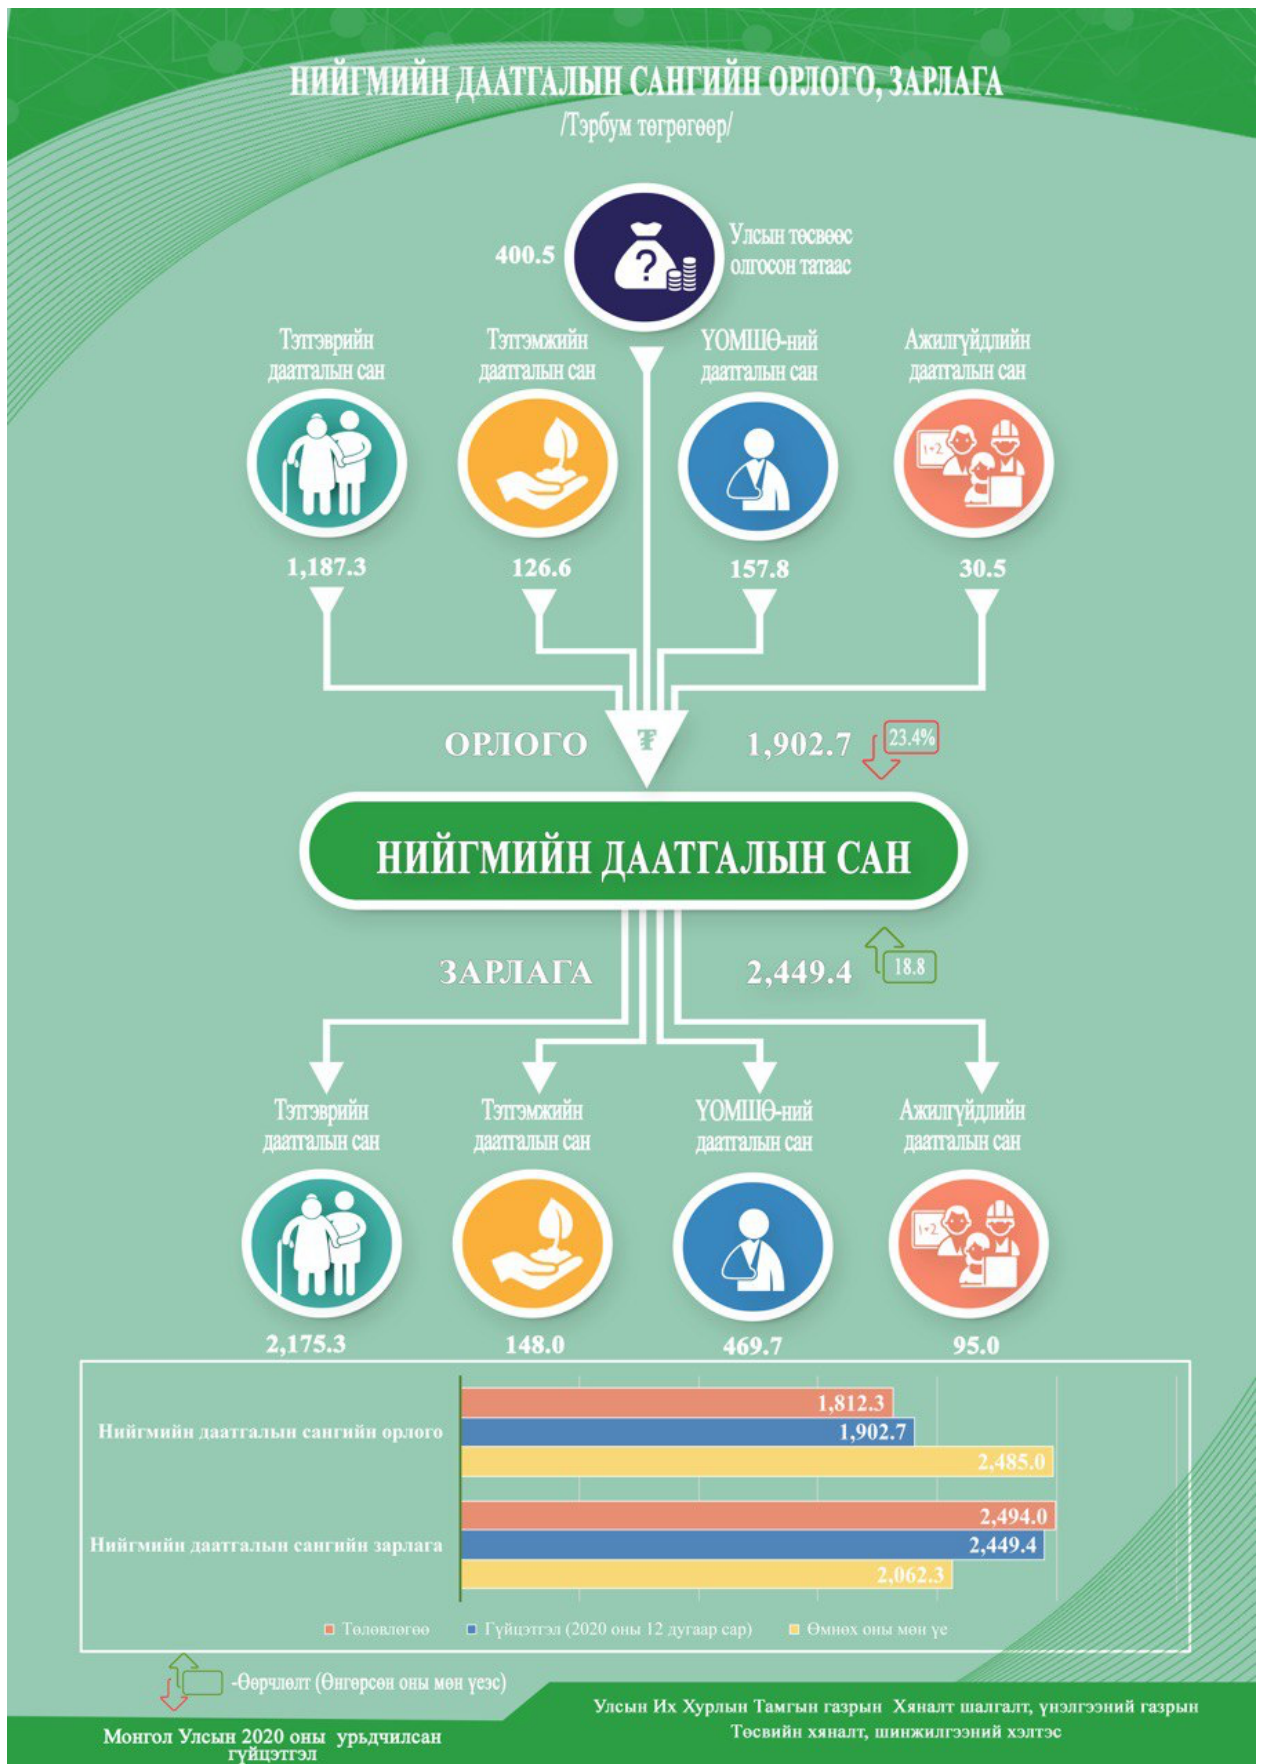 НИЙГМИЙН ДААТГАЛЫН САНГИЙН ОРЛОГО, ЗАРЛАГА
/Тэрбум төгрөгөөр/
400.5
Улсын төсвөөс
олгосон татаас
Тэтгэврийн
даатгалын сан
Тэтгэмжийн
даатгалын сан
ҮОМШӨ-ний
даатгалын сан
Ажилгүйдлийн
даатгалын сан
1+2
1,187.3
126.6
157.8
30.5
ОРЛОГО
₮
1,902.7
23.4%
НИЙГМИЙН ДААТГАЛЫН САН
ЗАРЛАГА
2,449.4
18.8
Тэтгэврийн
даатгалын сан
Тэтгэмжийн
даатгалын сан
ҮОМШӨ-ний
даатгалын сан
Ажилгүйдлийн
даатгалын сан
1+2
2,175.3
148.0
469.7
95.0
Нийгмийн даатгалын сангийн орлого
1,812.3
1,902.7
2,485.0
Нийгмийн даатгалын сангийн зарлага
2,494.0
2,449.4
2,062.3
Төлөвлөгөө
Гүйцэтгэл (2020 оны 12 дугаар сар)
Өмнөх оны мөн үе
-Өөрчлөлт (Өнгөрсөн оны мөн үеэс)
Монгол Улсын 2020 оны урьдчилсан
гүйцэтгэл
Улсын Их Хурлын Тамгын газрын Хяналт шалгалт, үнэлгээний газрын
Төсвийн хяналт, шинжилгээний хэлтэс